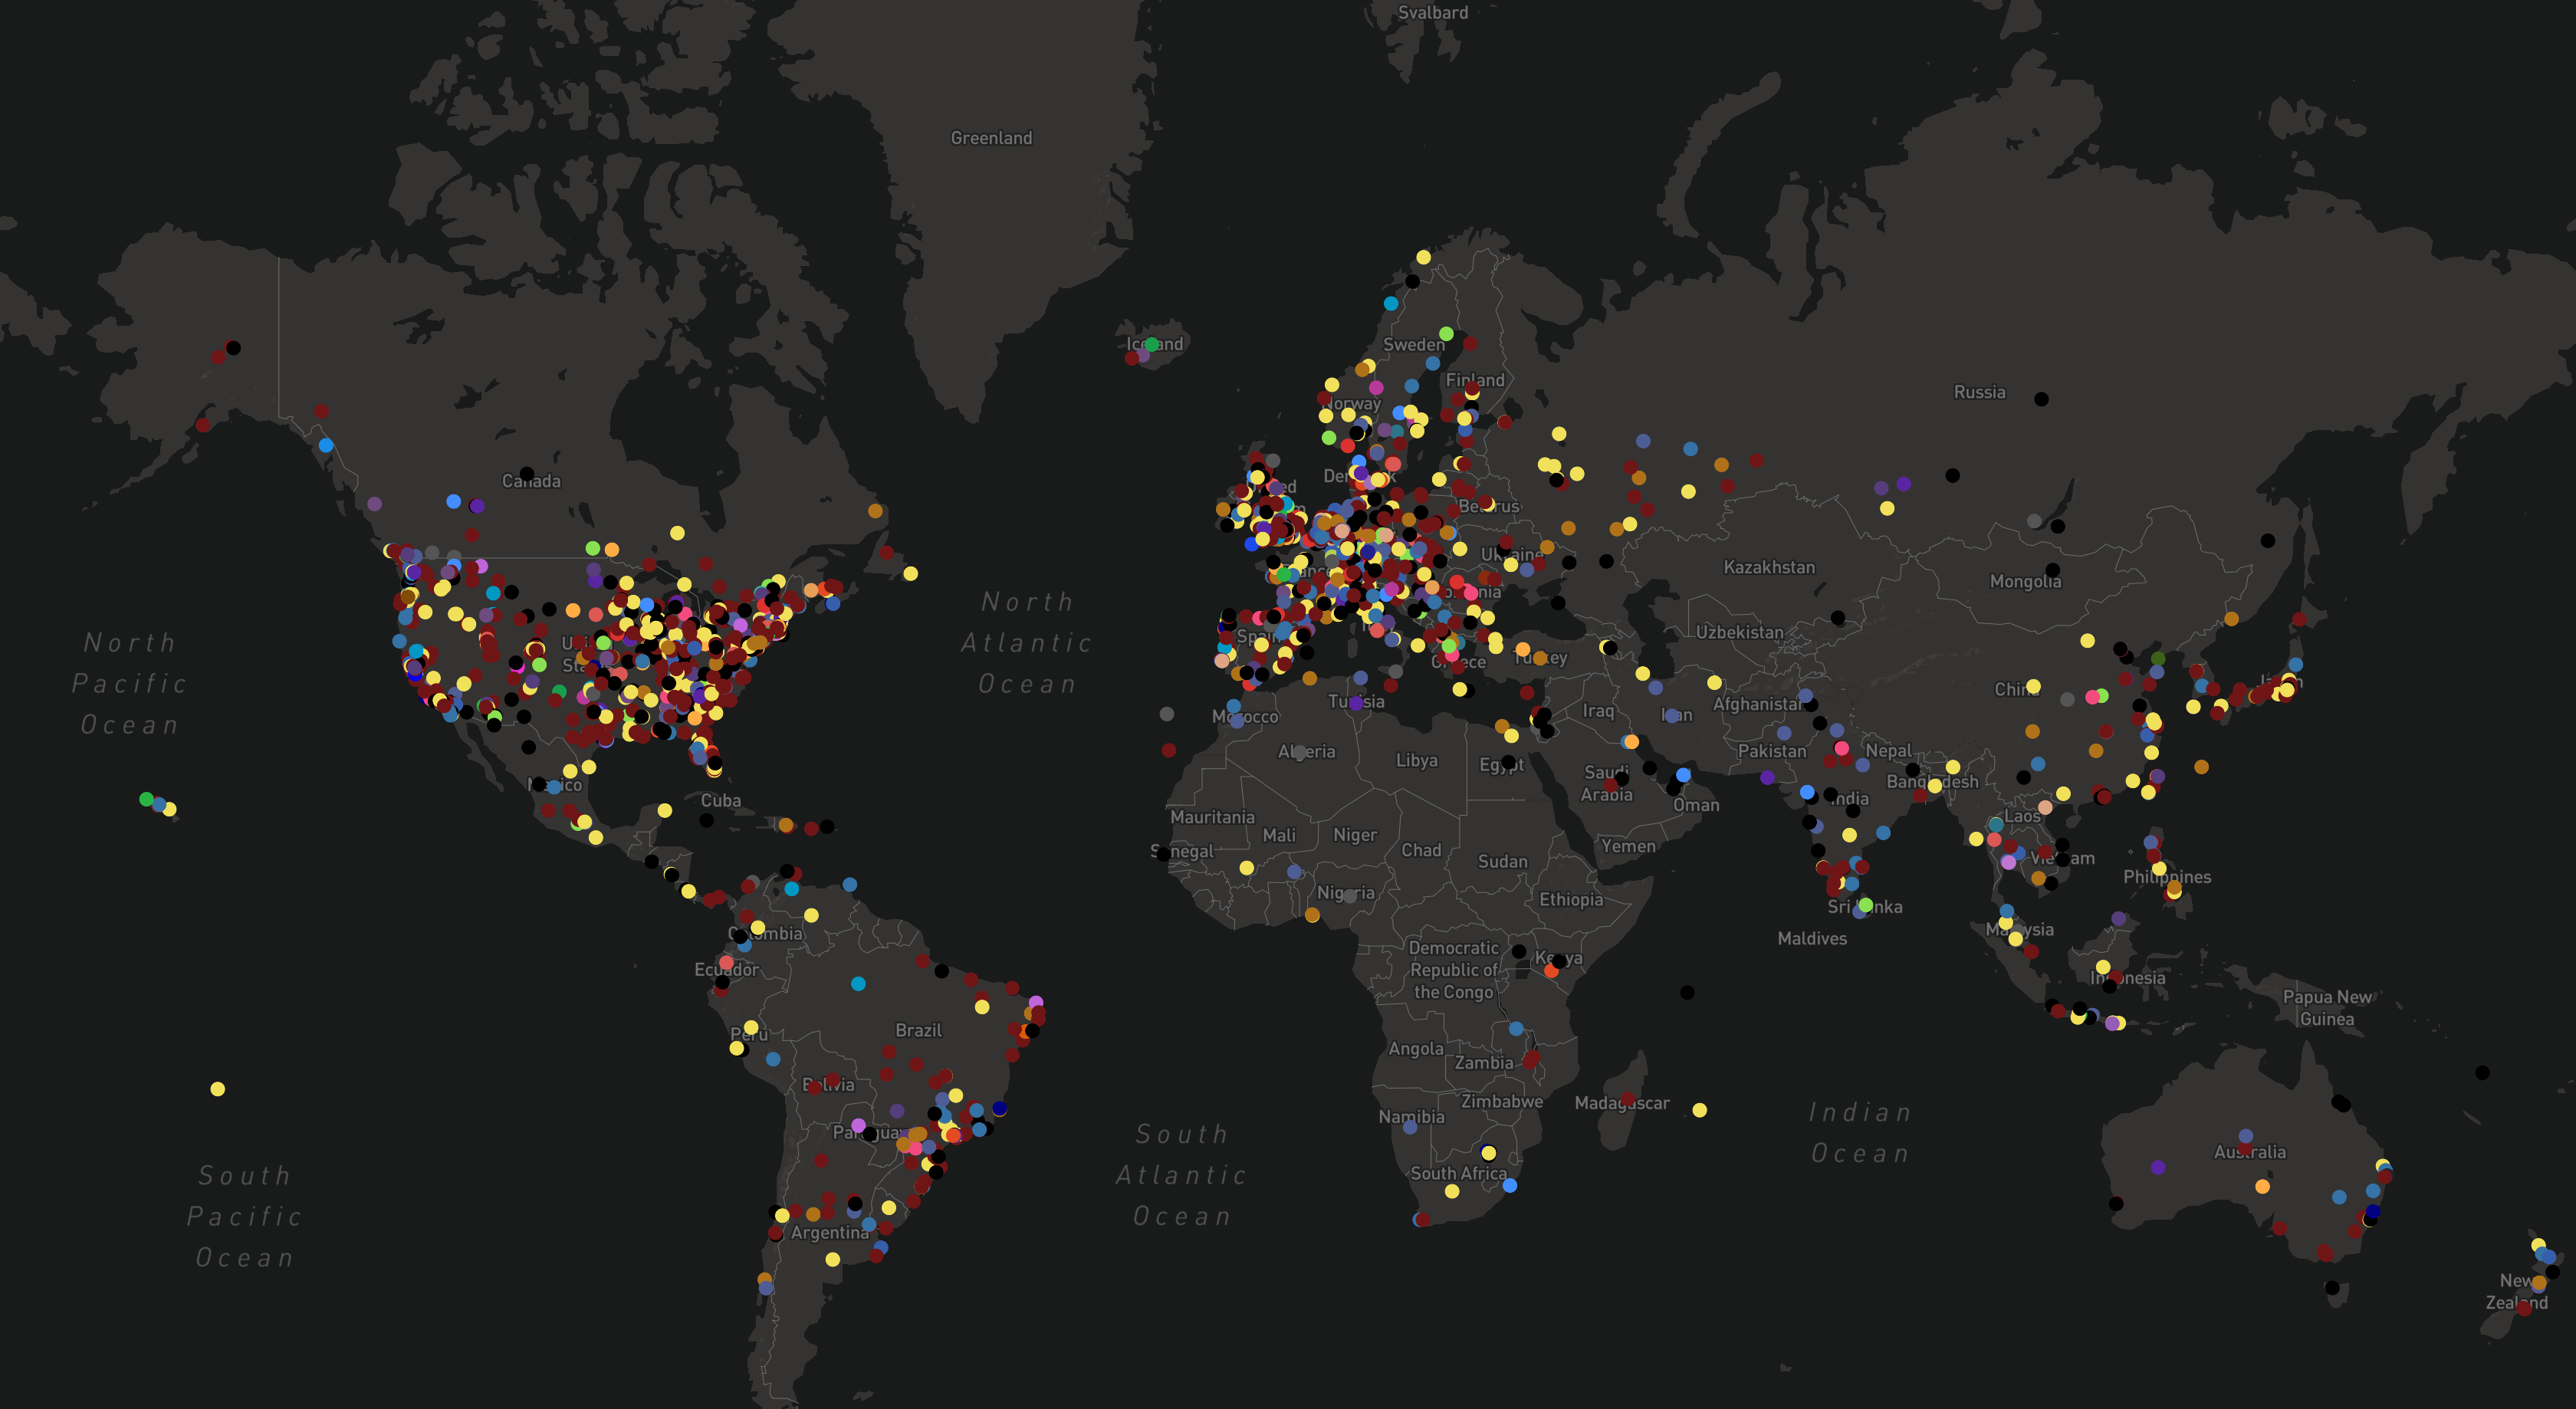 Svalbard
Greenland
Iceland
Sweden
Finland
Norway
Russia
Canada
Belarus
Ukraine
Kazakhstan
Mongolia
North
Pacific
Ocean
North
Atlantic
Ocean
Spain
Uzbekistan
Greece
Turkey
China
Japan
Tunisia
Morocco
Iraq
Iran
Afghanistan
Algeria
Libya
Egypt
Pakistan
Nepal
Mexico
Saudi
Arabia
Bangladesh
Cuba
Oman
India
Mauritania
Mali
Niger
Laos
Senegal
Chad
Sudan
Yemen
Vietnam
Nigeria
Ethiopia
Philippines
Sri Lanka
Colombia
Maldives
Malaysia
Ecuador
Democratic
Republic of
the Congo
Kenya
Indonesia
Papua New
Guinea
Peru
Brazil
Angola
Zambia
Bolivia
Zimbabwe
Madagascar
Namibia
Indian
Ocean
Paraguay
South
Atlantic
Ocean
Australia
South
Pacific
Ocean
South Africa
Argentina
New
Zealand